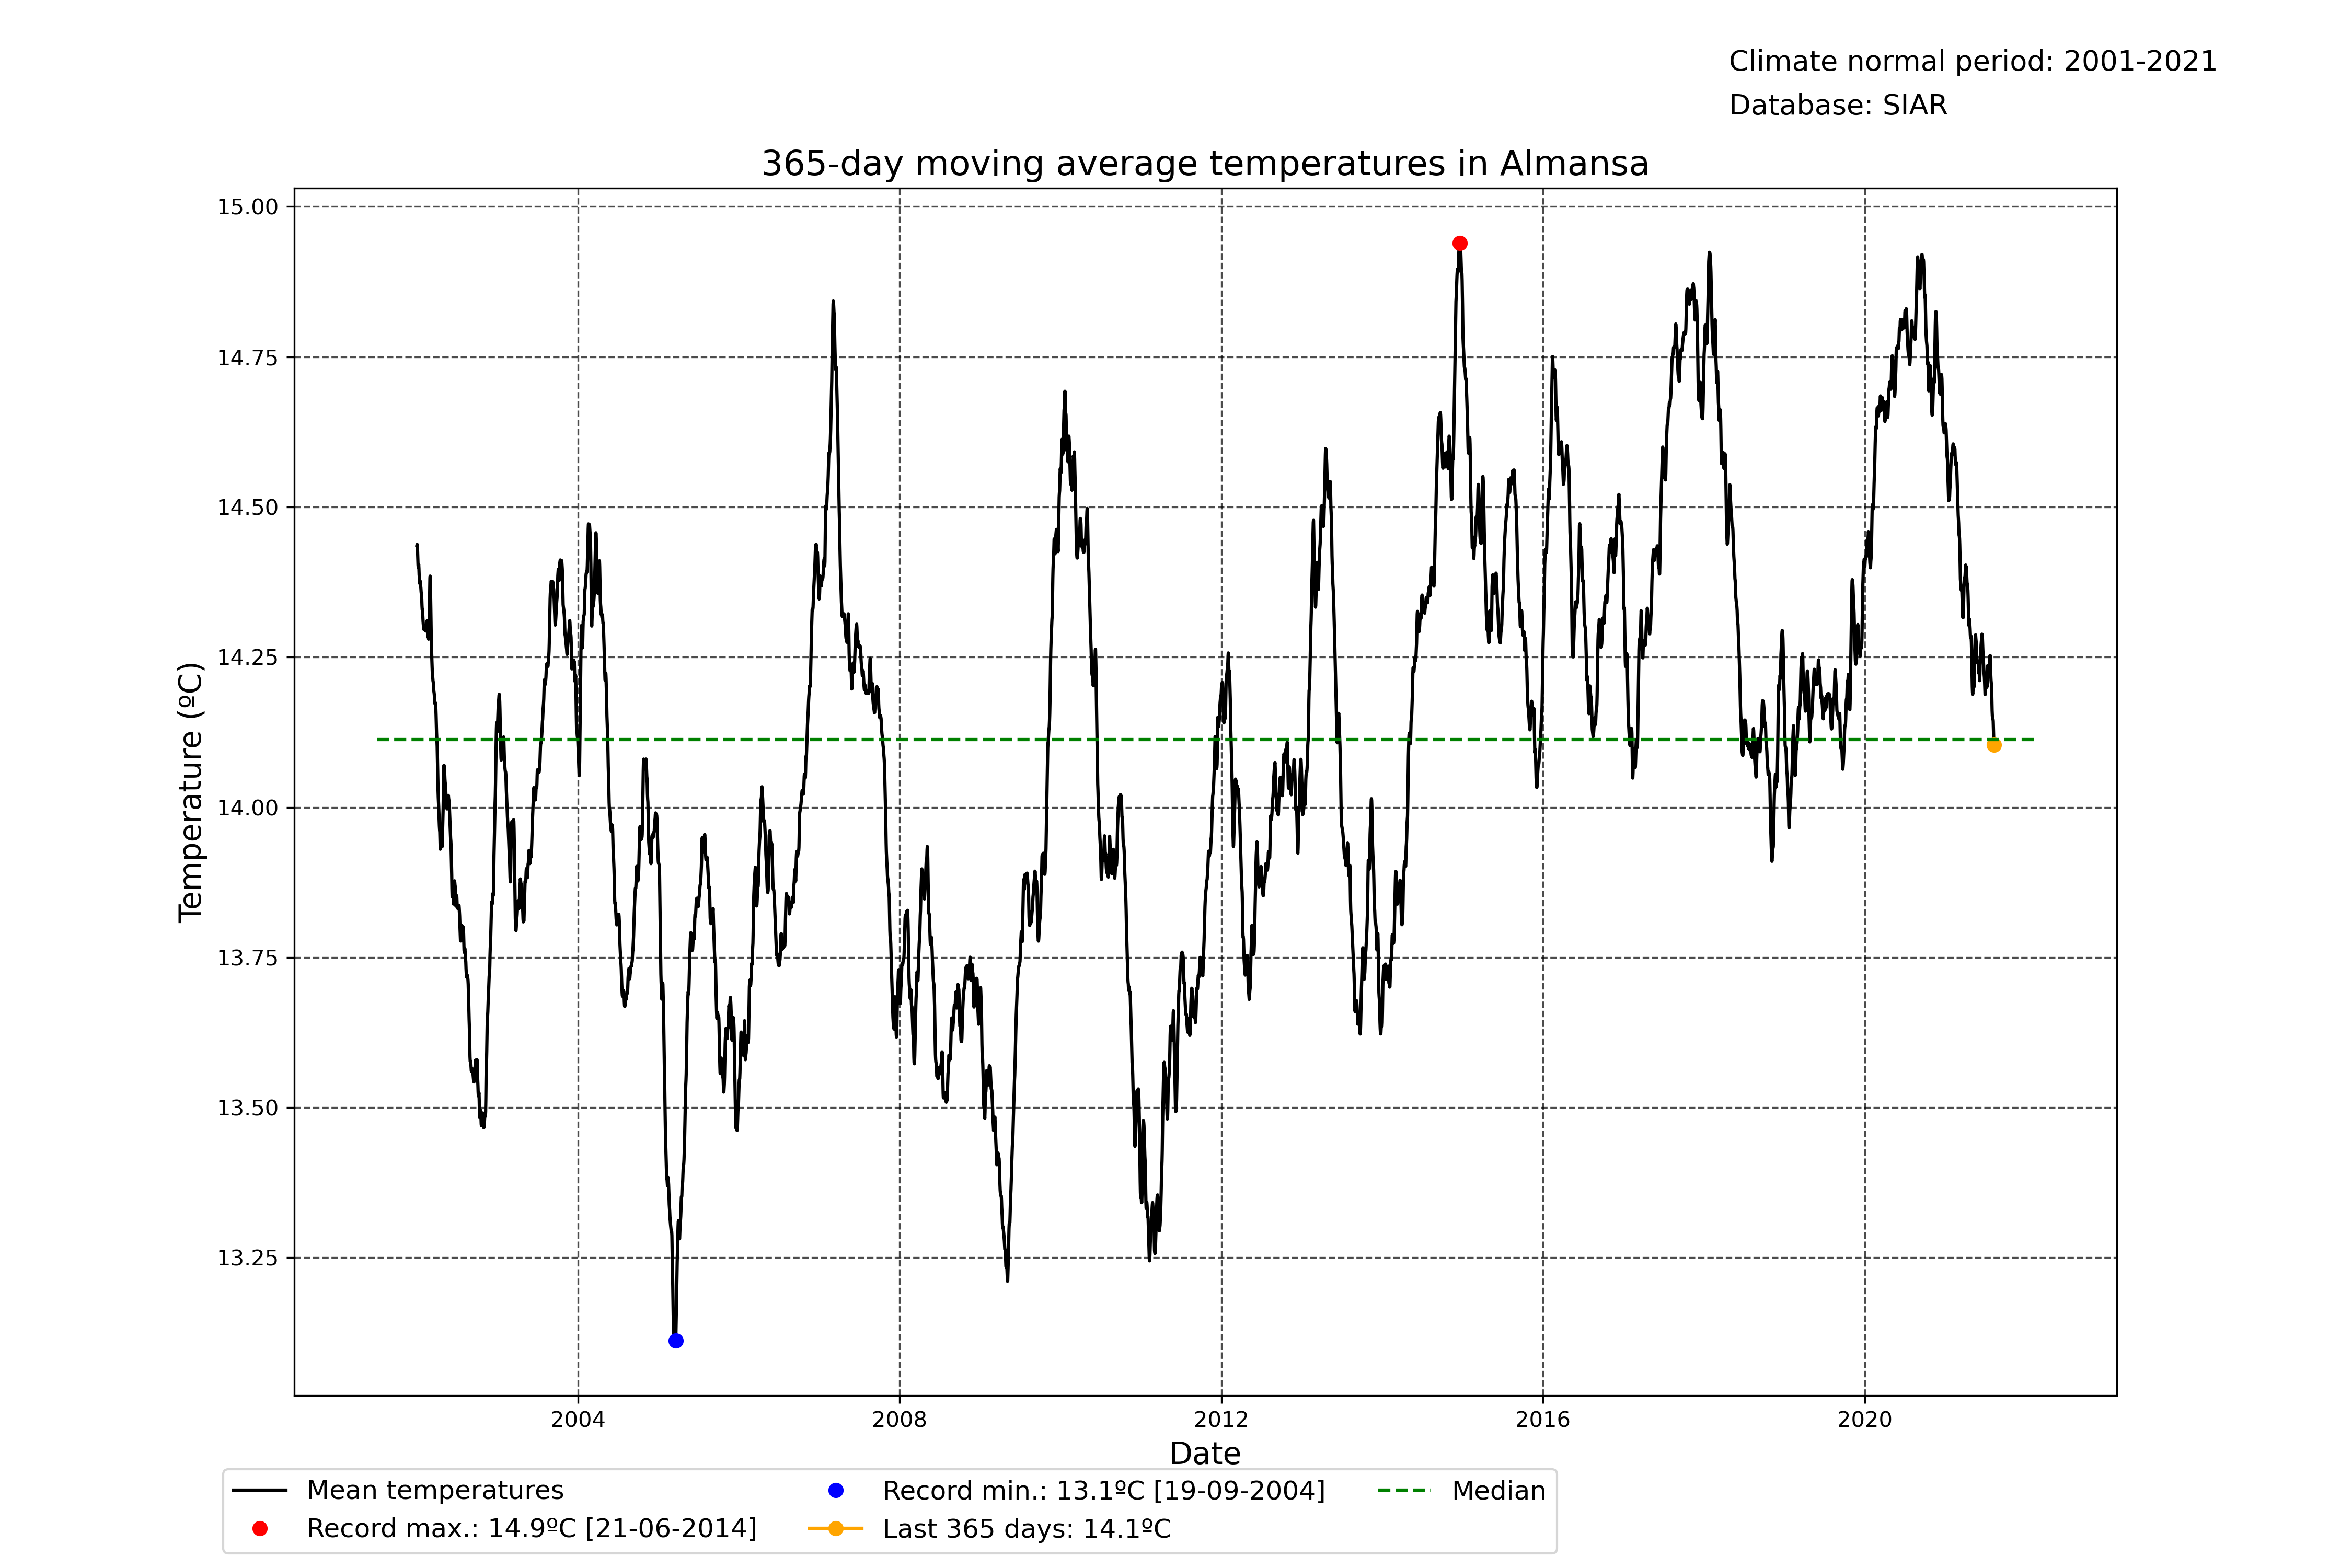 Climate normal period: 2001-2021
Database: SIAR
365-day moving average temperatures in Almansa
15.00
14.75
14.50
14.25
14.00
13.75
13.50
13.25
Temperature (ºC)
2004 2008 2012 2016 2020
Date
Mean temperatures
Record max.: 14.9ºC [21-06-2014]
Record min.: 13.1ºC [19-09-2004]
Last 365 days: 14.1ºC
Median